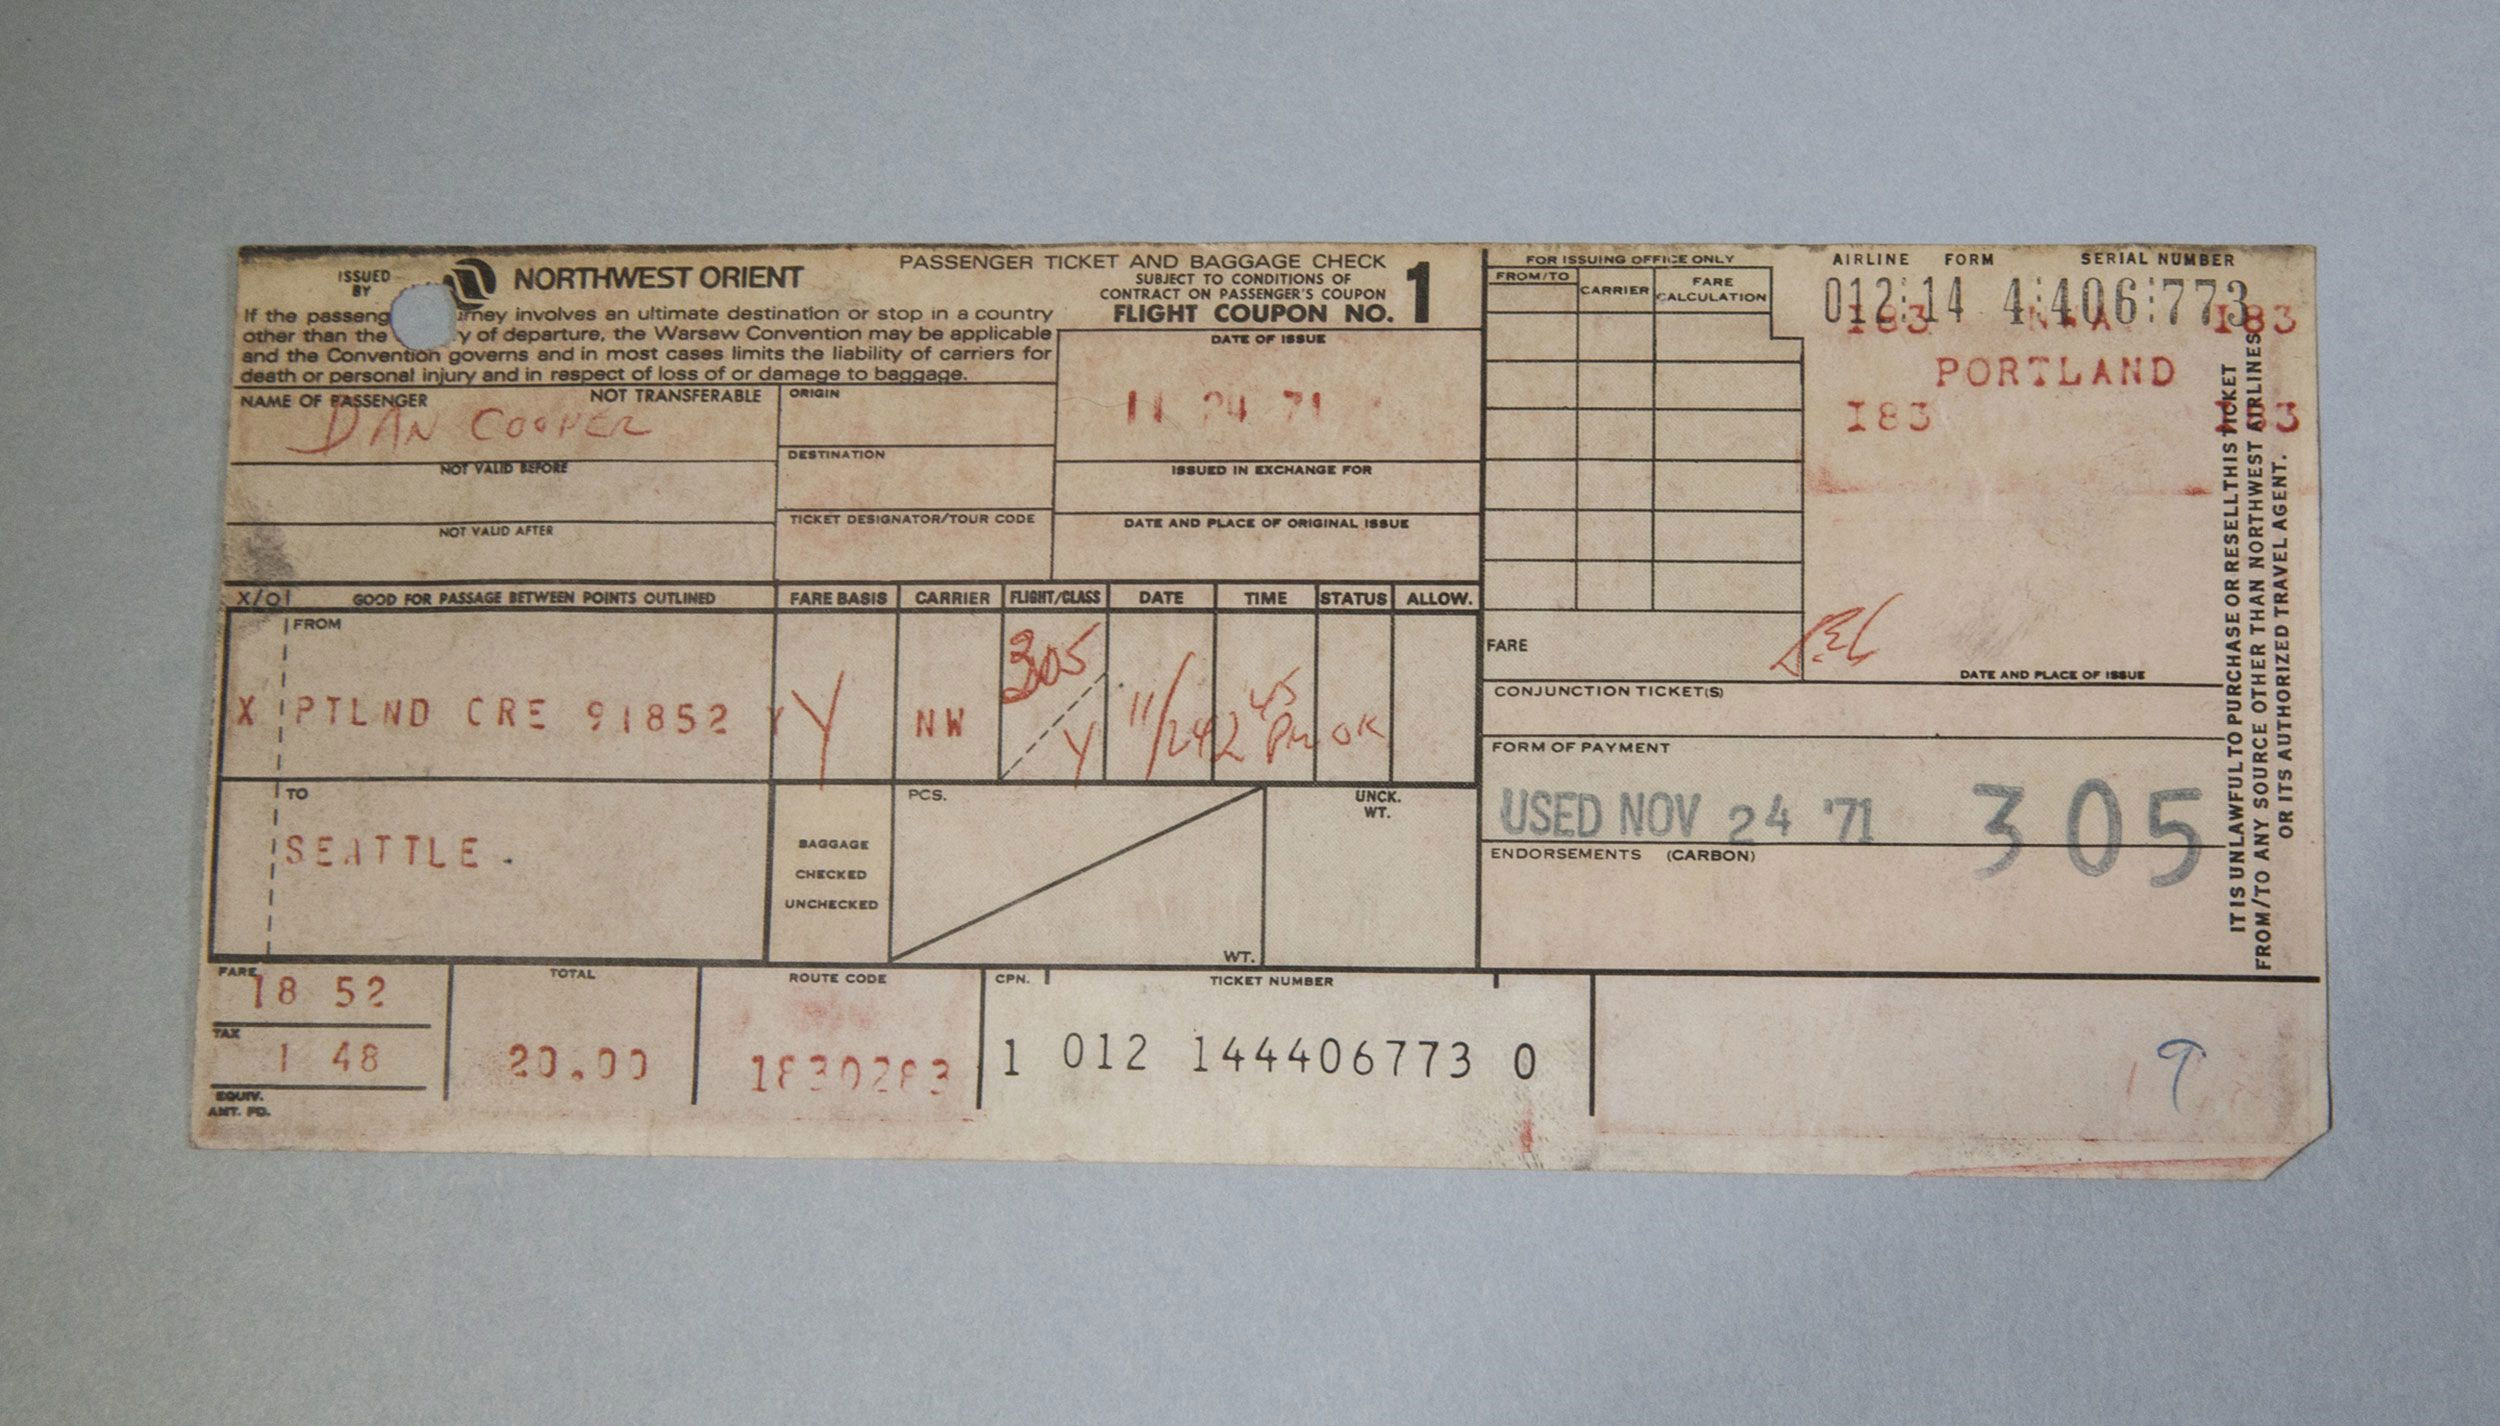 ISSUED BY
NORTHWEST ORIENT
If the passeng urney involves an ultimate destination or stop in a country
other than the y of departure, the Warsaw Convention may be applicable
and the Convention governs and in most cases limits the liability of carriers for
death or personal injury and in respect of loss of or damage to baggage.
PASSENGER TICKET AND BAGGAGE CHECK
SUBJECT TO CONDITIONS OF
CONTRACT ON PASSENGER'S COUPON
FLIGHT COUPON NO. 1
NAME OF PASSENGER NOT TRANSFERABLE
DAN COOPER
NOT VALID BEFORE
NOT VALID AFTER
ORIGIN
DESTINATION
TICKET DESIGNATOR/TOUR CODE
DATE OF ISSUE
11 24 71
ISSUED IN EXCHANGE FOR
DATE AND PLACE OF ORIGINAL ISSUE
FOR ISSUING OFFICE ONLY
FROM/TO CARRIER FARE CALCULATION
FARE
AIRLINE FORM SERIAL NUMBER
012:14 4:406:773
I83 I83
PORTLAND
I83
DATE AND PLACE OF ISSUE
IT IS UNLAWFUL TO PURCHASE OR RESELL THIS TICKET
FROM/TO ANY SOURCE OTHER THAN NORTHWEST AIRLINES
OR ITS AUTHORIZED TRAVEL AGENT.
X/O GOOD FOR PASSAGE BETWEEN POINTS OUTLINED FARE BASIS CARRIER FLIGHT/CLASS DATE TIME STATUS ALLOW.
FROM
X PTLND CRE 91852 Y Y NW 305 Y 11/24 2 45 PM OK
TO
SEATTLE.
BAGGAGE
CHECKED
UNCHECKED
PCS.
WT.
UNCK.
WT.
CONJUNCTION TICKET(S)
FORM OF PAYMENT
USED NOV 24 '71 305
ENDORSEMENTS (CARBON)
FARE
18 52
TAX
1 48
EQUIV.
AMT. PD.
TOTAL
20.00
ROUTE CODE
1830283
CPN. TICKET NUMBER
1 012 144406773 0